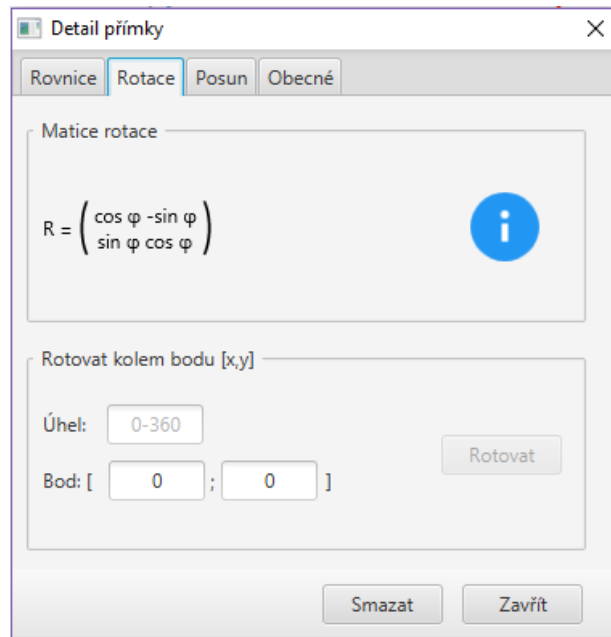 Detail přímky
Rovnice Rotace Posun Obecné
Matice rotace
R = ( cos φ -sin φ
sin φ cos φ )
i
Rotovat kolem bodu [x,y]
Úhel: 0-360
Rotovat
Bod: [ 0 ; 0 ]
Smazat Zavřít